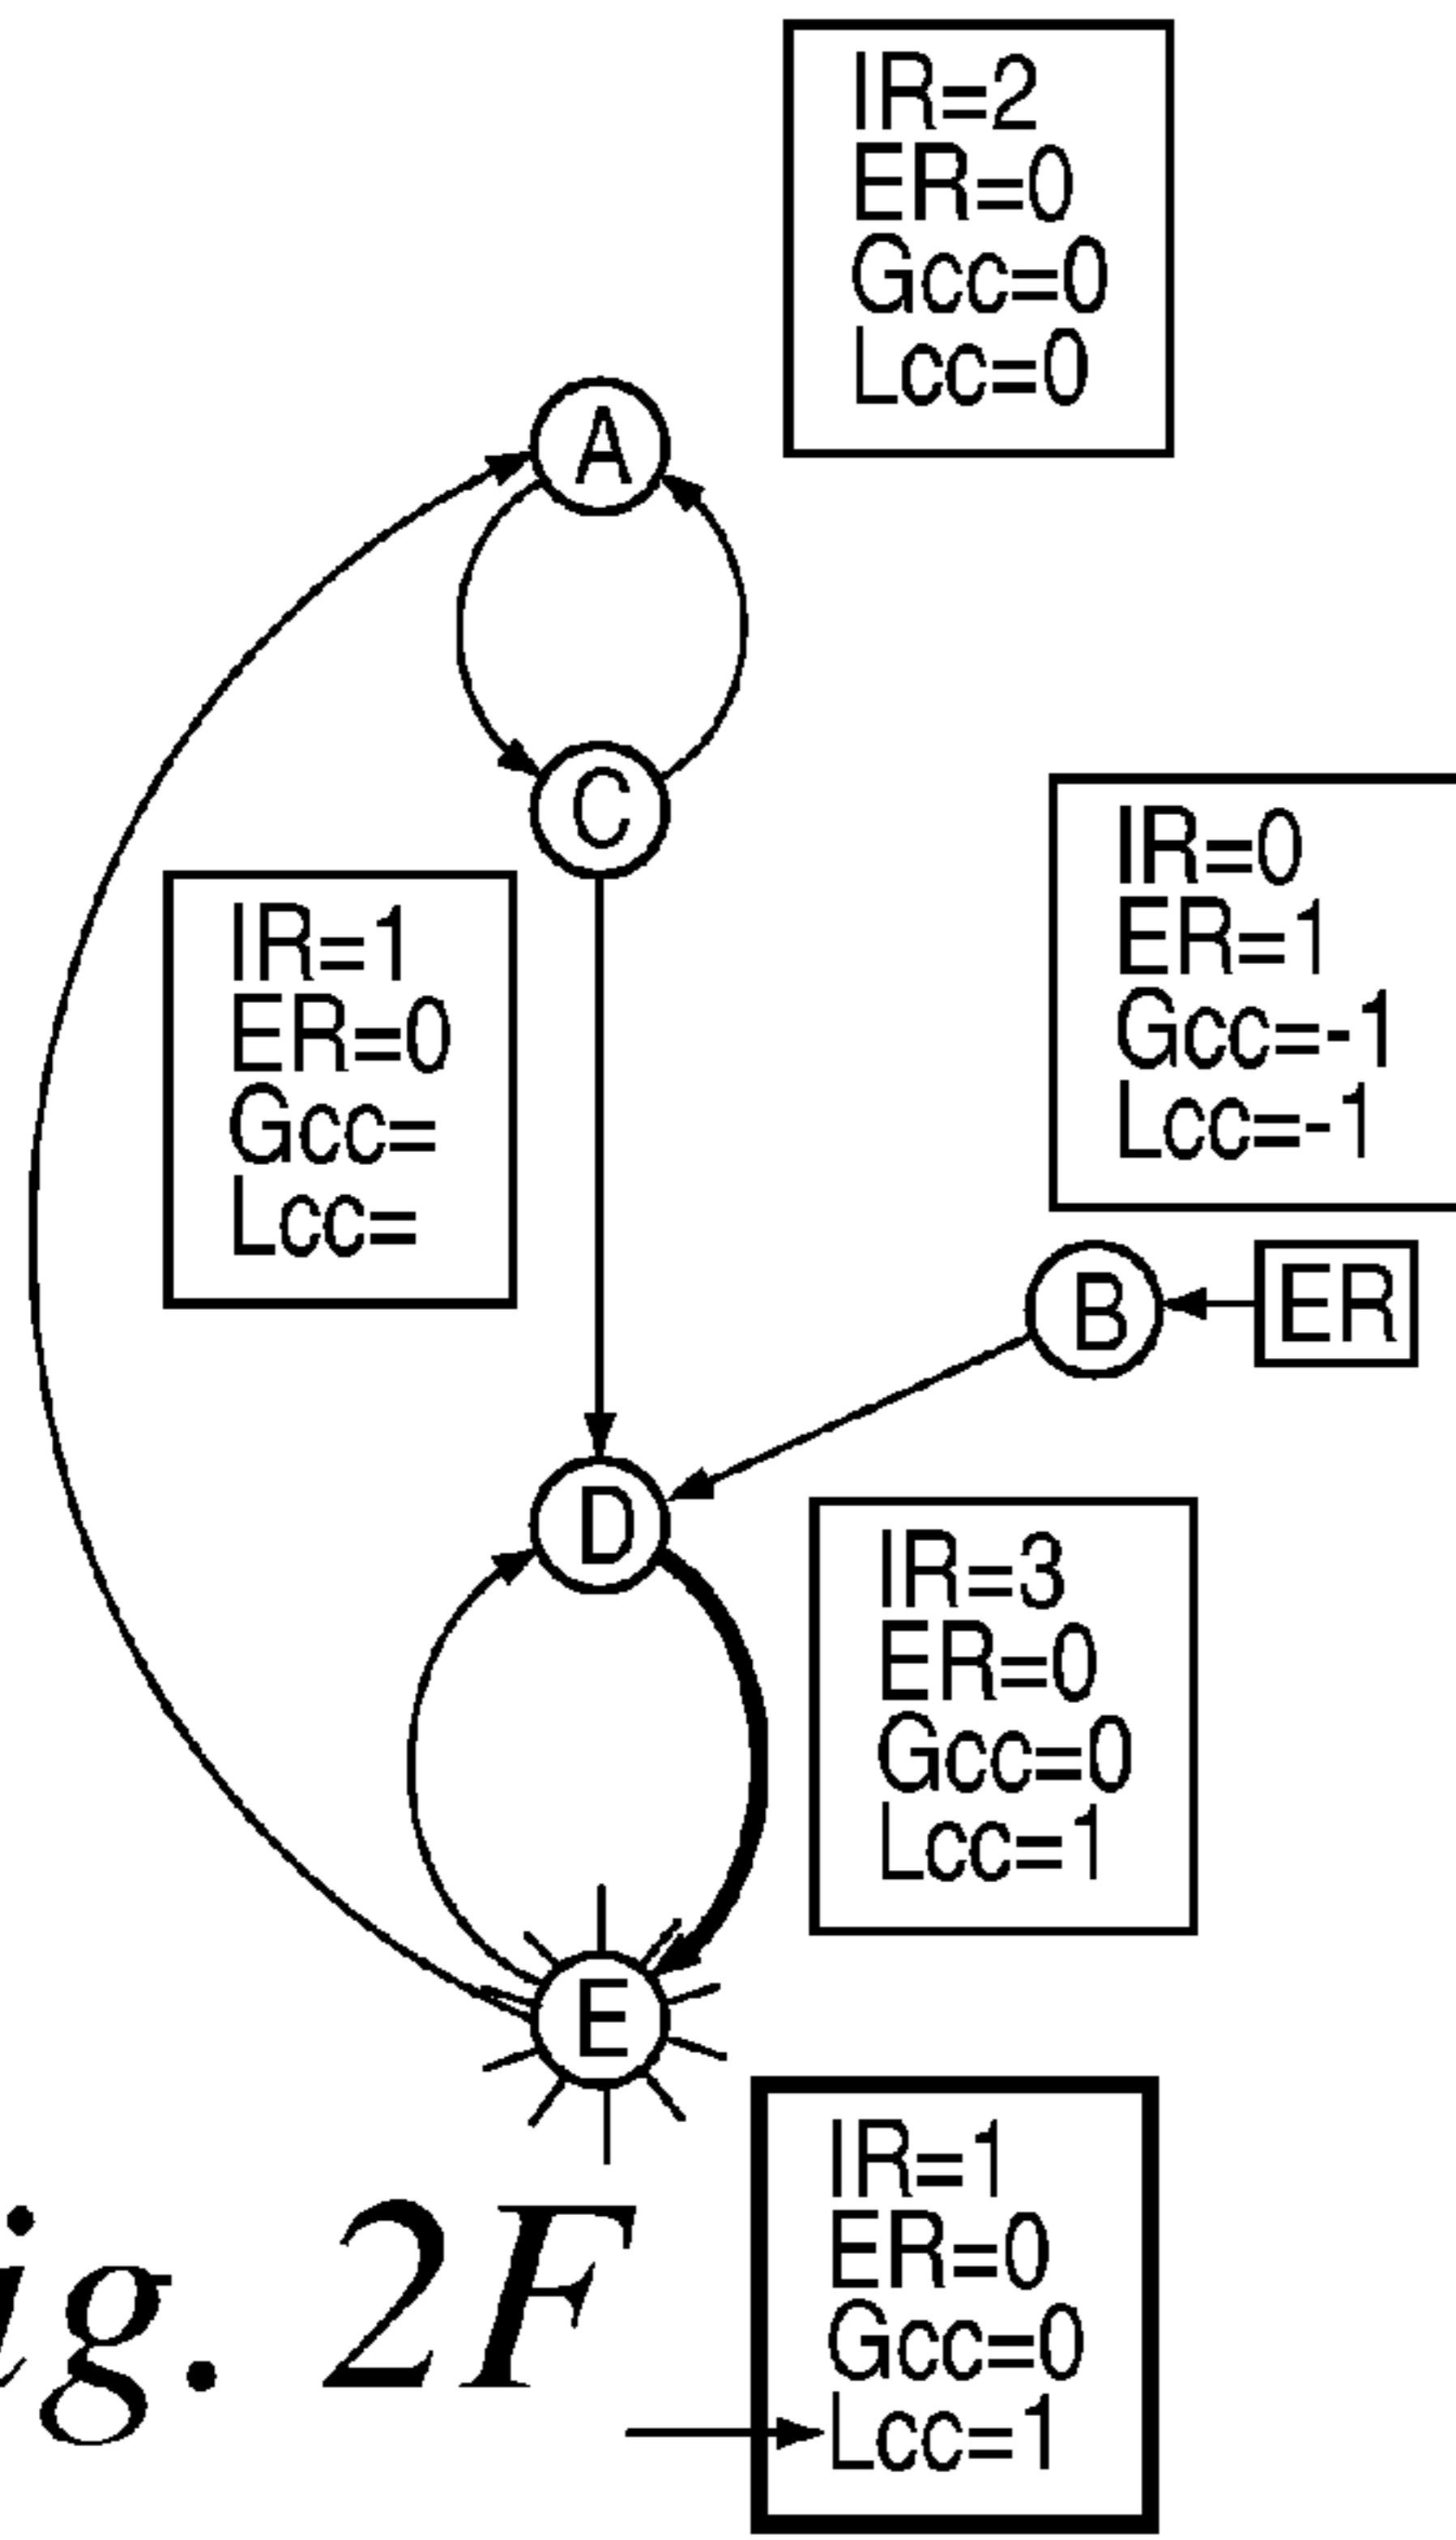 IR=2
ER=0
Gcc=0
Lcc=0
A
C
IR=1
ER=0
Gcc=
Lcc=
IR=0
ER=1
Gcc=-1
Lcc=-1
B
ER
D
IR=3
ER=0
Gcc=0
Lcc=1
E
IR=1
ER=0
Gcc=0
Lcc=1
ig. 2F